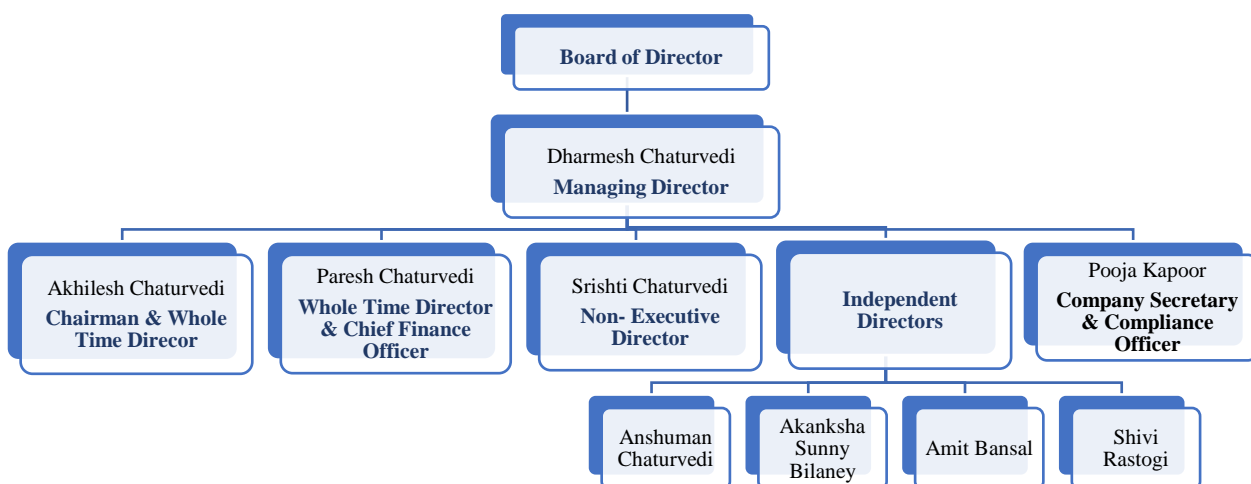 Board of Director
Dharmesh Chaturvedi
Managing Director
Akhilesh Chaturvedi
Chairman & Whole
Time Direcor
Paresh Chaturvedi
Whole Time Director
& Chief Finance
Officer
Srishti Chaturvedi
Non- Executive
Director
Independent
Directors
Pooja Kapoor
Company Secretary
& Compliance
Officer
Anshuman
Chaturvedi
Akanksha
Sunny
Bilaney
Amit Bansal
Shivi
Rastogi